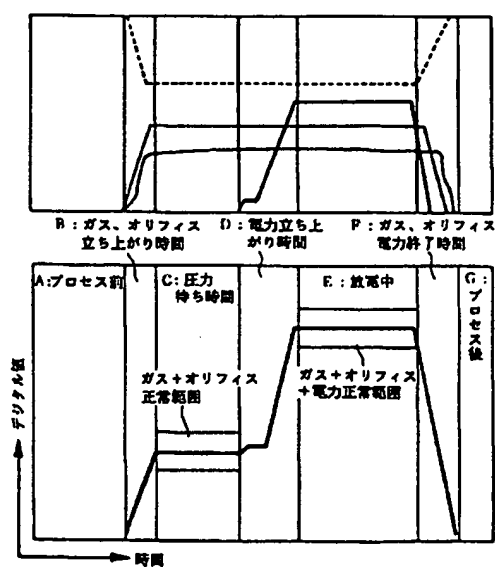 B：ガス、オリフィス
立ち上がり時間
D：電力立ち上
がり時間
F：ガス、オリフィス
電力終了時間
A:プロセス前
C：圧力
待ち時間
E：放電中
G：プロセス後
ガス＋オリフィス
正常範囲
ガス＋オリフィス
＋電力正常範囲
デジタル値
時間